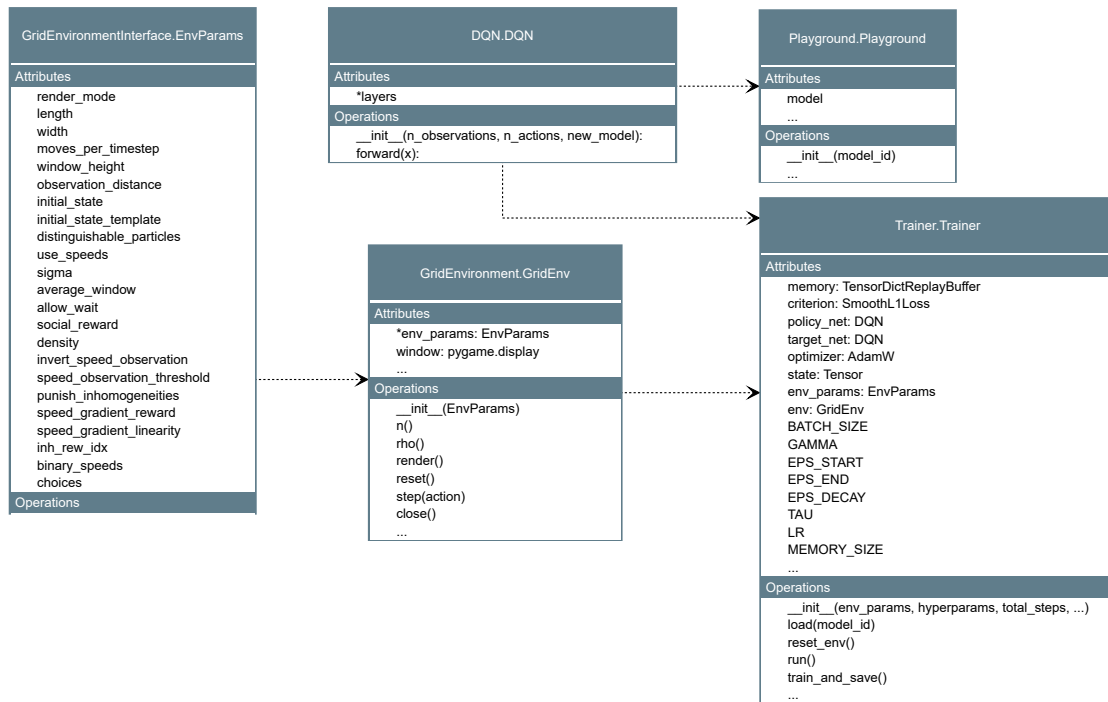 GridEnvironmentInterface.EnvParams
Attributes
render_mode
length
width
moves_per_timestep
window_height
observation_distance
initial_state
initial_state_template
distinguishable_particles
use_speeds
sigma
average_window
allow_wait
social_reward
density
invert_speed_observation
speed_observation_threshold
punish_inhomogeneities
speed_gradient_reward
speed_gradient_linearity
inh_rew_idx
binary_speeds
choices
Operations
DQN.DQN
Attributes
*layers
Operations
__init__(n_observations, n_actions, new_model):
forward(x):
Playground.Playground
Attributes
model
...
Operations
__init__(model_id)
...
GridEnvironment.GridEnv
Attributes
*env_params: EnvParams
window: pygame.display
...
Operations
__init__(EnvParams)
n()
rho()
render()
reset()
step(action)
close()
...
Trainer.Trainer
Attributes
memory: TensorDictReplayBuffer
criterion: SmoothL1Loss
policy_net: DQN
target_net: DQN
optimizer: AdamW
state: Tensor
env_params: EnvParams
env: GridEnv
BATCH_SIZE
GAMMA
EPS_START
EPS_END
EPS_DECAY
TAU
LR
MEMORY_SIZE
...
Operations
__init__(env_params, hyperparams, total_steps, ...)
load(model_id)
reset_env()
run()
train_and_save()
...